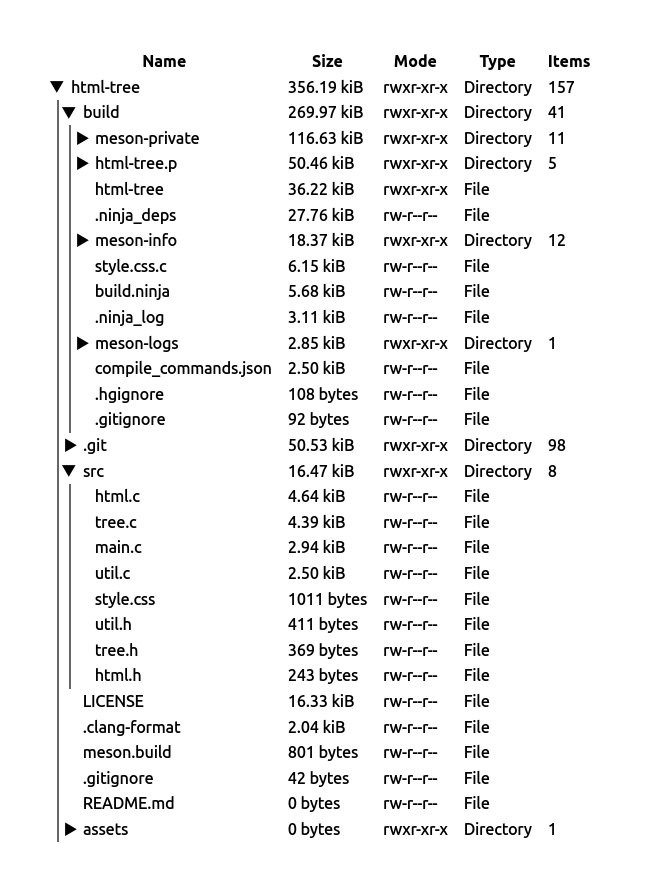 Name Size Mode Type Items
html-tree 356.19 kiB rwxr-xr-x Directory 157
build 269.97 kiB rwxr-xr-x Directory 41
meson-private 116.63 kiB rwxr-xr-x Directory 11
html-tree.p 50.46 kiB rwxr-xr-x Directory 5
html-tree 36.22 kiB rwxr-xr-x File
.ninja_deps 27.76 kiB rw-r--r-- File
meson-info 18.37 kiB rwxr-xr-x Directory 12
style.css.c 6.15 kiB rw-r--r-- File
build.ninja 5.68 kiB rw-r--r-- File
.ninja_log 3.11 kiB rw-r--r-- File
meson-logs 2.85 kiB rwxr-xr-x Directory 1
compile_commands.json 2.50 kiB rw-r--r-- File
.hgignore 108 bytes rw-r--r-- File
.gitignore 92 bytes rw-r--r-- File
.git 50.53 kiB rwxr-xr-x Directory 98
src 16.47 kiB rwxr-xr-x Directory 8
html.c 4.64 kiB rw-r--r-- File
tree.c 4.39 kiB rw-r--r-- File
main.c 2.94 kiB rw-r--r-- File
util.c 2.50 kiB rw-r--r-- File
style.css 1011 bytes rw-r--r-- File
util.h 411 bytes rw-r--r-- File
tree.h 369 bytes rw-r--r-- File
html.h 243 bytes rw-r--r-- File
LICENSE 16.33 kiB rw-r--r-- File
.clang-format 2.04 kiB rw-r--r-- File
meson.build 801 bytes rw-r--r-- File
.gitignore 42 bytes rw-r--r-- File
README.md 0 bytes rw-r--r-- File
assets 0 bytes rwxr-xr-x Directory 1